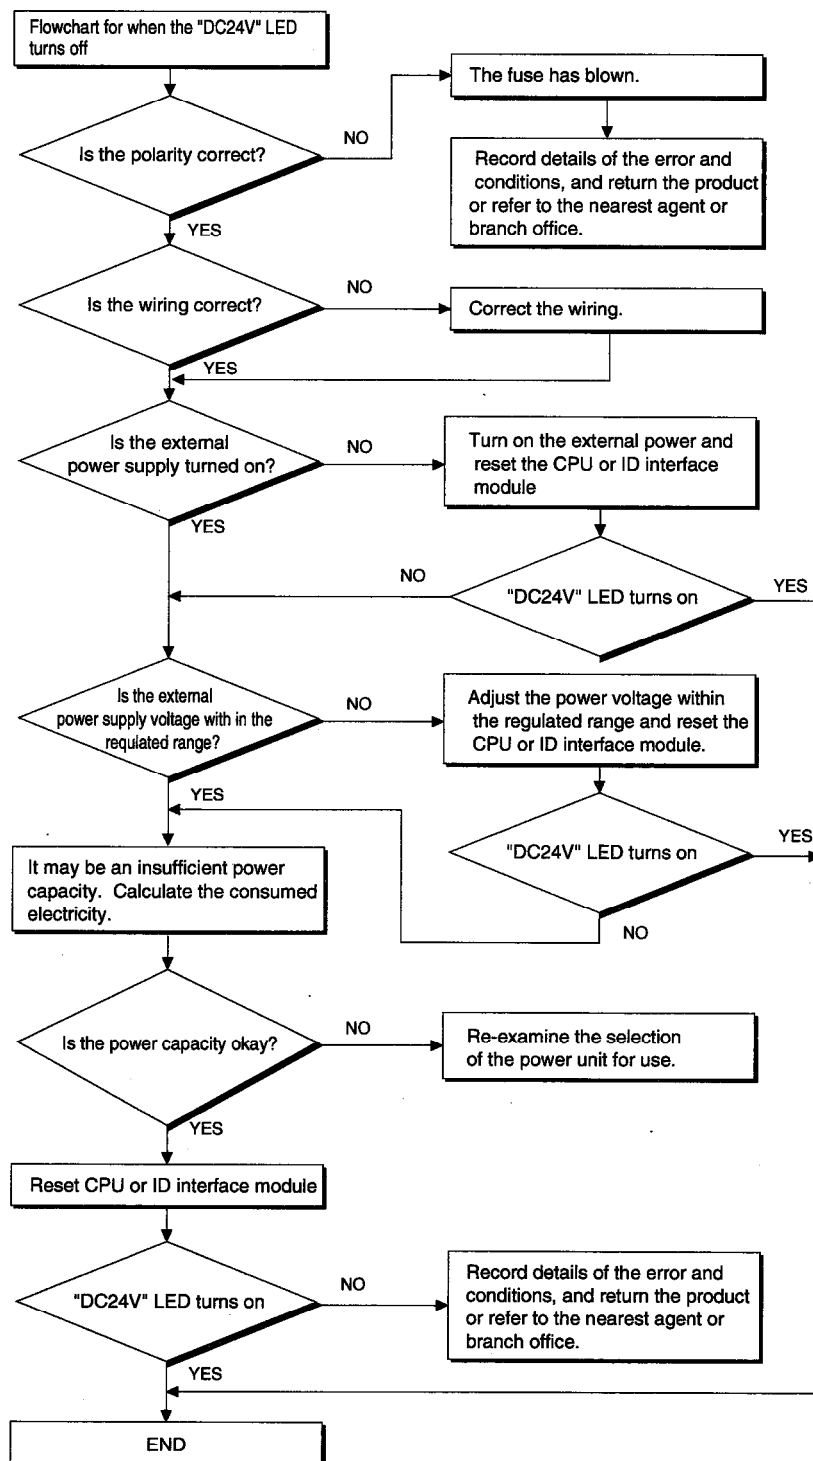 Flowchart for when the "DC24V" LED
turns off
The fuse has blown.
NO
Is the polarity correct?
Record details of the error and
conditions, and return the product
or refer to the nearest agent or
branch office.
YES
Is the wiring correct?
NO
Correct the wiring.
YES
Is the external
power supply turned on?
NO
Turn on the external power and
reset the CPU or ID interface
module
YES
NO
"DC24V" LED turns on
YES
Is the external
power supply voltage with in the
requlated range?
NO
Adjust the power voltage within
the regulated range and reset the
CPU or ID interface module.
YES
"DC24V" LED turns on
YES
NO
It may be an insufficient power
capacity. Calculate the consumed
electricity.
Is the power capacity okay?
NO
Re-examine the selection
of the power unit for use.
YES
Reset CPU or ID interface module
"DC24V" LED turns on
NO
Record details of the error and
conditions, and return the product
or refer to the nearest agent or
branch office.
YES
END